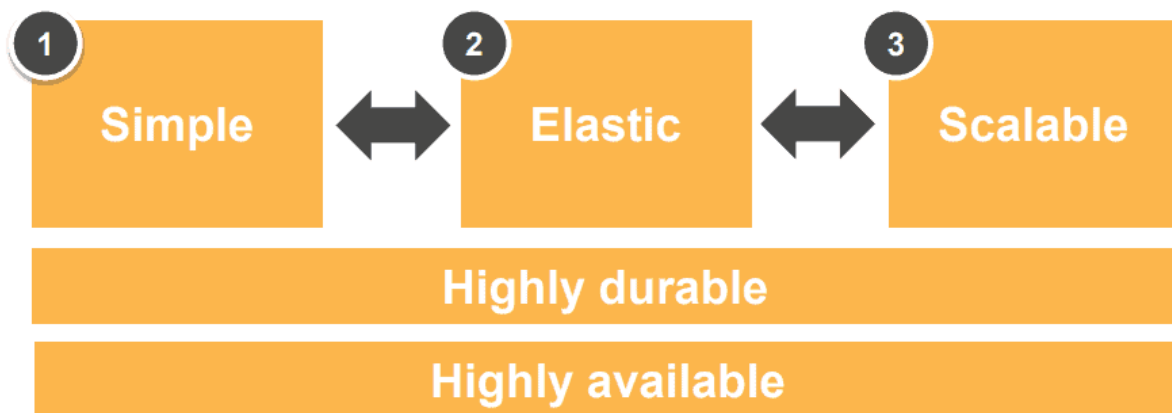 1
Simple
2
Elastic
3
Scalable
Highly durable
Highly available